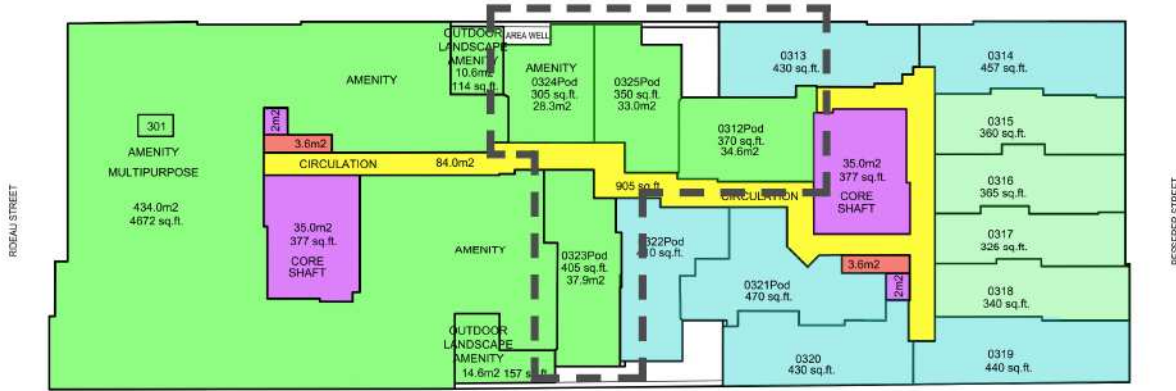 AREA WELL
OUTDOOR
LANDSCAPE
AMENITY
10.6m2
114 sq.ft.
AMENITY
AMENITY
0324Pod
305 sq.ft.
28.3m2
0325Pod
350 sq.ft.
33.0m2
0313
430 sq.ft.
0314
457 sq.ft.
301
AMENITY
MULTIPURPOSE
434.0m2
4672 sq.ft.
2m2
3.6m2
CIRCULATION
84.0m2
0312Pod
370 sq.ft.
34.6m2
0315
360 sq.ft.
35.0m2
377 sq.ft.
CORE
SHAFT
0316
365 sq.ft.
905 sq.ft.
CIRCULATION
35.0m2
377 sq.ft.
CORE
SHAFT
AMENITY
0323Pod
405 sq.ft.
37.9m2
0317
326 sq.ft.
3.6m2
2m2
0321Pod
470 sq.ft.
0318
340 sq.ft.
OUTDOOR
LANDSCAPE
AMENITY
14.6m2 157 sq.ft.
0320
430 sq.ft.
0319
440 sq.ft.